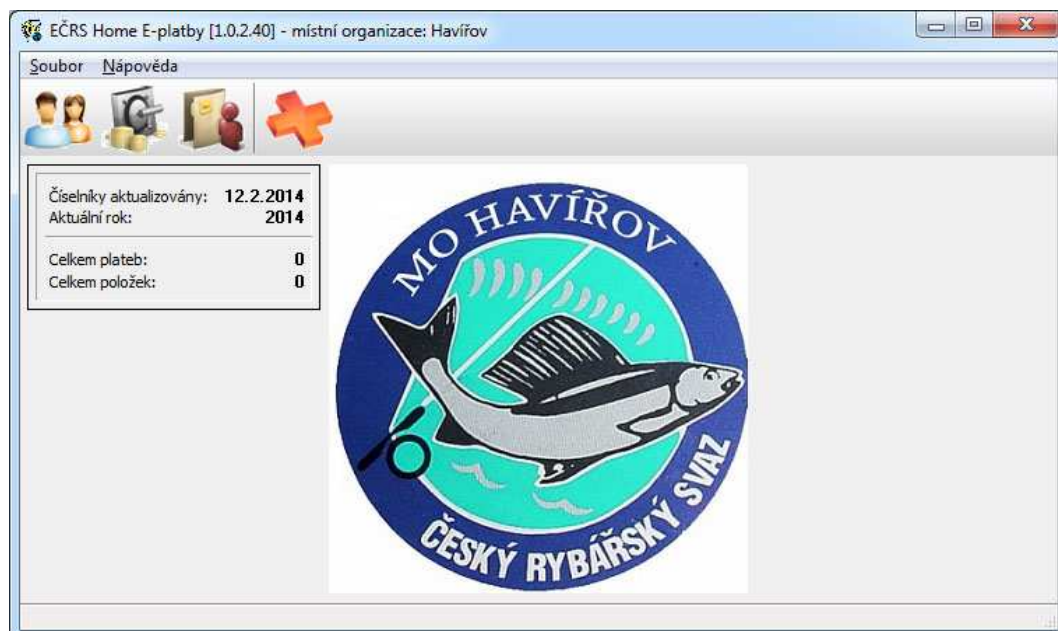 EČRS Home E-platby [1.0.2.40] - místní organizace: Havířov
Soubor Nápověda
Číselníky aktualizovány: 12.2.2014
Aktuální rok: 2014
Celkem plateb: 0
Celkem položek: 0
MO HAVÍŘOV
ČESKÝ RYBÁŘSKÝ SVAZ